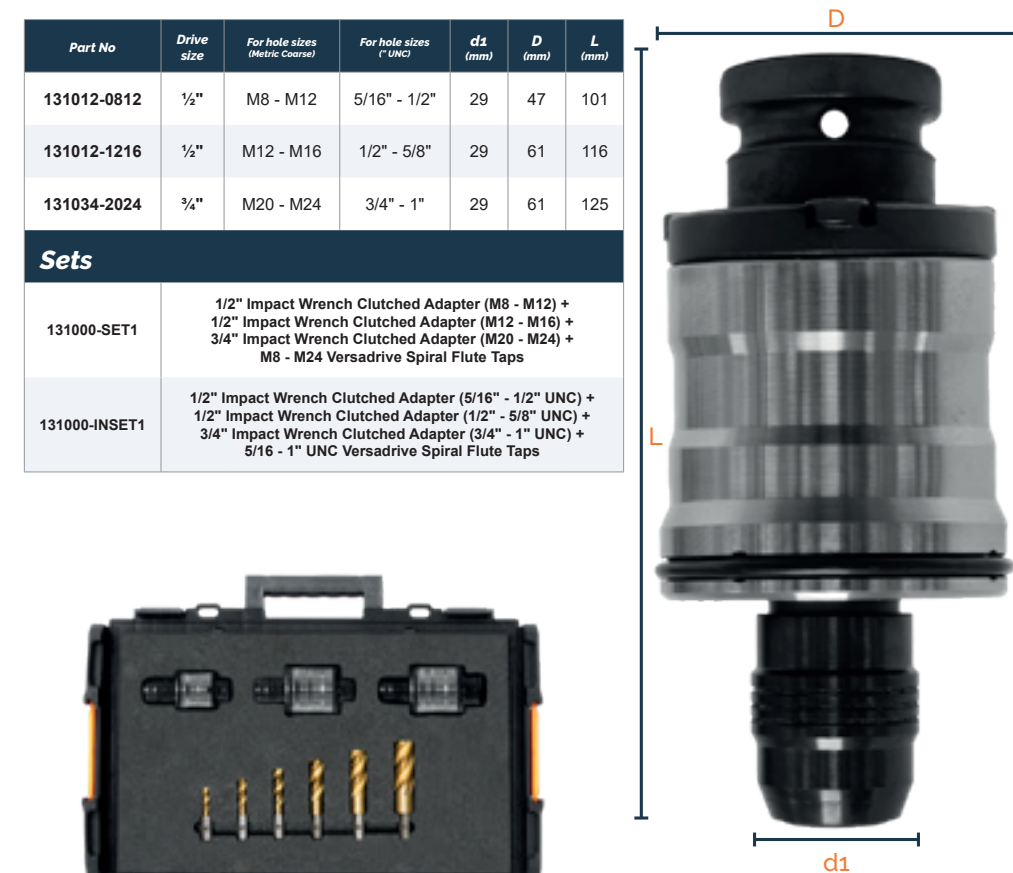 Part No Drive size For hole sizes (Metric Coarse) For hole sizes (" UNC) d1 (mm) D (mm) L (mm)
131012-0812 ½" M8 - M12 5/16" - 1/2" 29 47 101
131012-1216 ½" M12 - M16 1/2" - 5/8" 29 61 116
131034-2024 ¾" M20 - M24 3/4" - 1" 29 61 125
Sets
131000-SET1
1/2" Impact Wrench Clutched Adapter (M8 - M12) +
1/2" Impact Wrench Clutched Adapter (M12 - M16) +
3/4" Impact Wrench Clutched Adapter (M20 - M24) +
M8 - M24 Versadrive Spiral Flute Taps
131000-INSET1
1/2" Impact Wrench Clutched Adapter (5/16" - 1/2" UNC) +
1/2" Impact Wrench Clutched Adapter (1/2" - 5/8" UNC) +
3/4" Impact Wrench Clutched Adapter (3/4" - 1" UNC) +
5/16 - 1" UNC Versadrive Spiral Flute Taps
D
L
d1